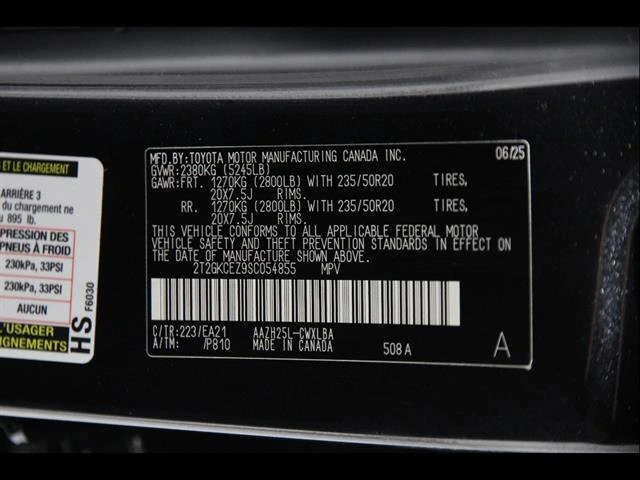 ET LE CHARGEMENT
ARRIÈRE 3
du chargement ne
895 lb.
PRESSION DES
PNEUS À FROID
230kPa, 33PSI
230kPa, 33PSI
AUCUN
L'USAGER
HS
F6030
MFD.BY:TOYOTA MOTOR MANUFACTURING CANADA INC. 06/25
GVWR:2380KG (5245LB)
GAWR:FRT. 1270KG (2800LB) WITH 235/50R20 TIRES,
20X7.5J RIMS.
RR. 1270KG (2800LB) WITH 235/50R20 TIRES,
20X7.5J RIMS.
THIS VEHICLE CONFORMS TO ALL APPLICABLE FEDERAL MOTOR
VEHICLE SAFETY AND THEFT PREVENTION STANDARDS IN EFFECT
ON THE DATE OF MANUFACTURE SHOWN ABOVE.
2T2GKCEZ9SC054855 MPV
C/TR:223/EA21 AAZH25L-CWXLBA
A/TM: /P810 MADE IN CANADA 508A A